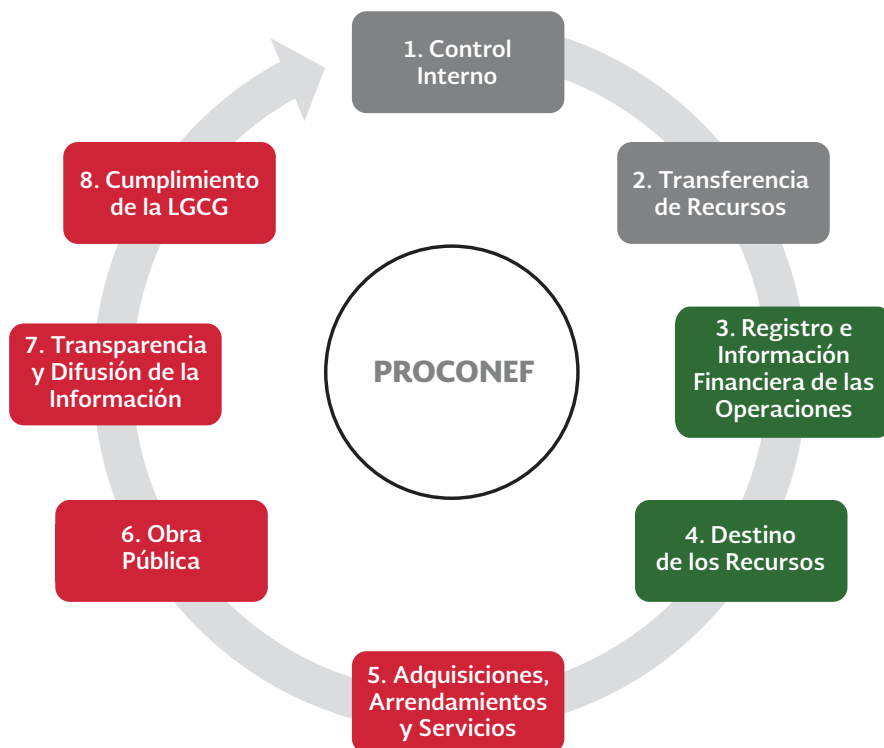 1. Control
Interno
2. Transferencia
de Recursos
3. Registro e
Información
Financiera de las
Operaciones
4. Destino
de los Recursos
5. Adquisiciones,
Arrendamientos
y Servicios
6. Obra
Pública
7. Transparencia
y Difusión de la
Información
8. Cumplimiento
de la LGCG
PROCONEF